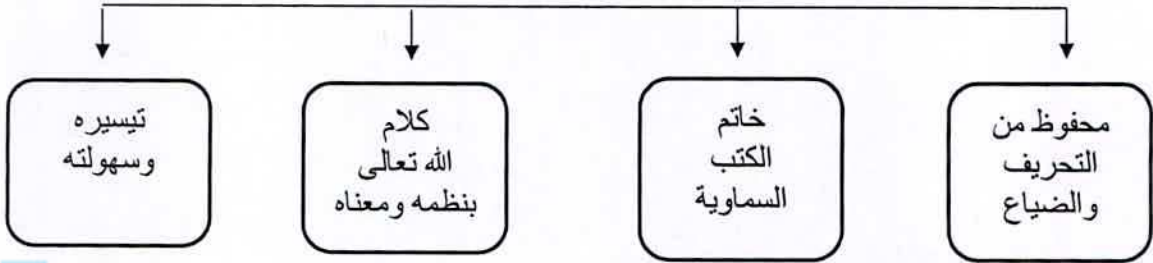 محفوظ من
التحريف
والضياع
خاتم
الكتب
السماوية
كلام
الله تعالى
بنظمه ومعناه
تيسيره
وسهولته